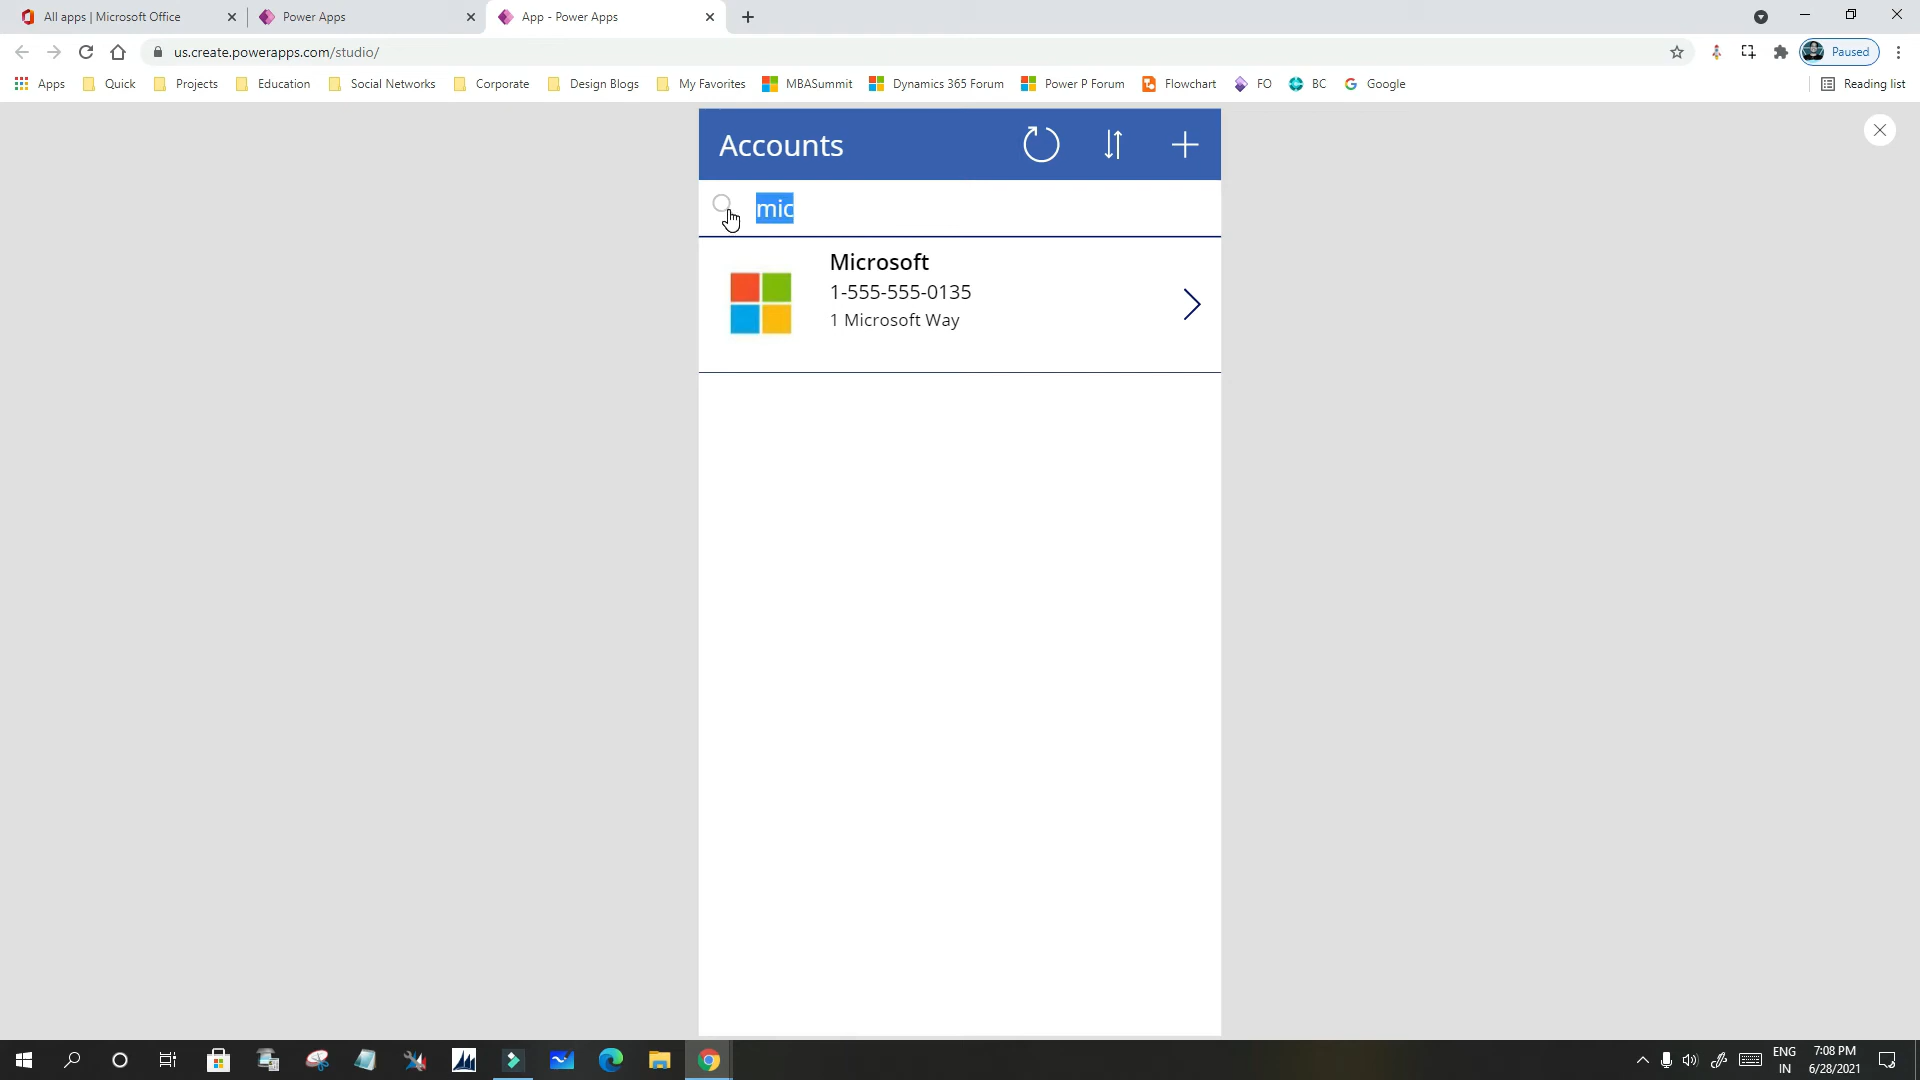 All apps | Microsoft Office
Power Apps
App - Power Apps
us.create.powerapps.com/studio/
Paused
Apps
Quick
Projects
Education
Social Networks
Corporate
Design Blogs
My Favorites
MBASummit
Dynamics 365 Forum
Power P Forum
Flowchart
FO
BC
Google
Reading list
Accounts
mic
Microsoft
1-555-555-0135
1 Microsoft Way
ENG
IN
7:08 PM
6/28/2021